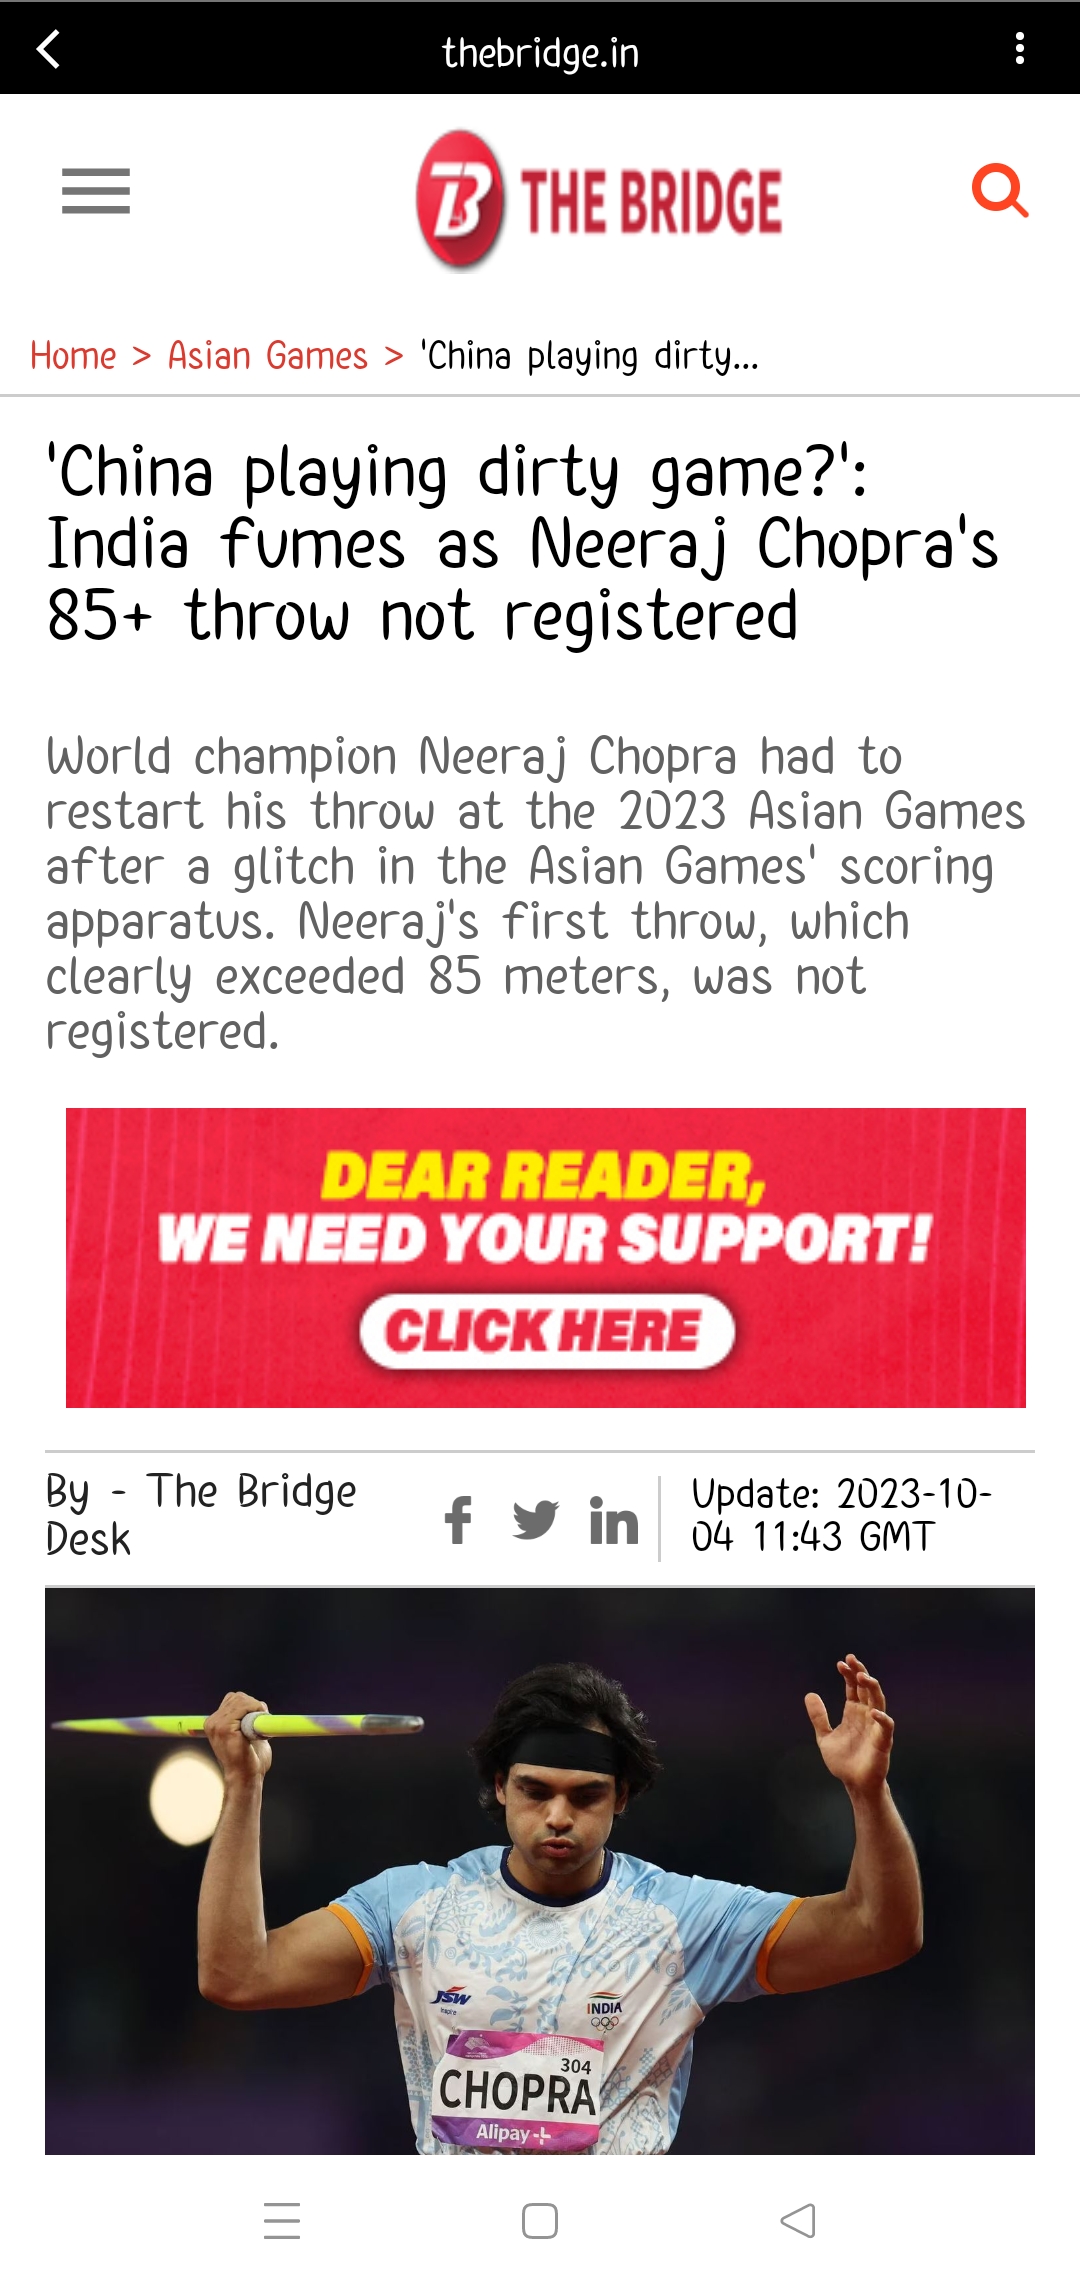 thebridge.in
B THE BRIDGE
Home > Asian Games > 'China playing dirty...
'China playing dirty game?':
India fumes as Neeraj Chopra's
85+ throw not registered
World champion Neeraj Chopra had to
restart his throw at the 2023 Asian Games
after a glitch in the Asian Games' scoring
apparatus. Neeraj's first throw, which
clearly exceeded 85 meters, was not
registered.
DEAR READER,
WE NEED YOUR SUPPORT!
CLICK HERE
By - The Bridge
Desk
Update: 2023-10-
04 11:43 GMT
JSW
Inspire
INDIA
304
CHOPRA
Alipay+